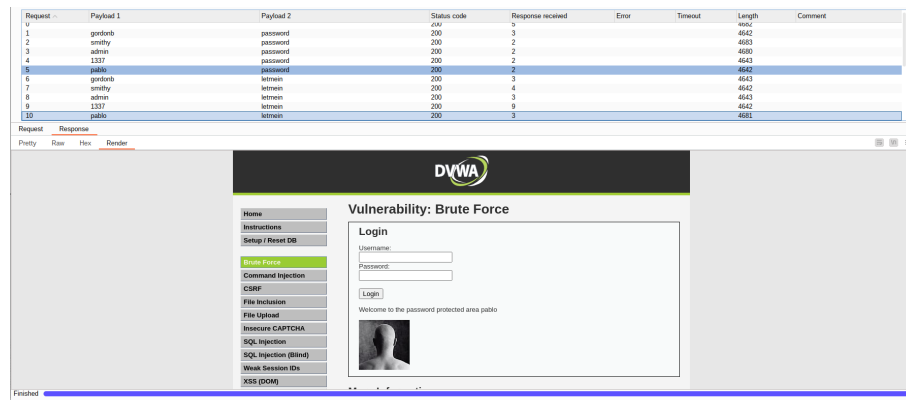 Request Payload 1 Payload 2 Status code Response received Error Timeout Length Comment
0 200 5 4682
1 gordonb password 200 3 4642
2 smithy password 200 2 4683
3 admin password 200 2 4680
4 1337 password 200 2 4643
5 pablo password 200 2 4642
6 gordonb letmein 200 3 4643
7 smithy letmein 200 4 4642
8 admin letmein 200 3 4643
9 1337 letmein 200 9 4642
10 pablo letmein 200 3 4681
Request Response
Pretty Raw Hex Render
DVWA
Home
Instructions
Setup / Reset DB
Brute Force
Command Injection
CSRF
File Inclusion
File Upload
Insecure CAPTCHA
SQL Injection
SQL Injection (Blind)
Weak Session IDs
XSS (DOM)
Vulnerability: Brute Force
Login
Username:
Password:
Login
Welcome to the password protected area pablo
Finished